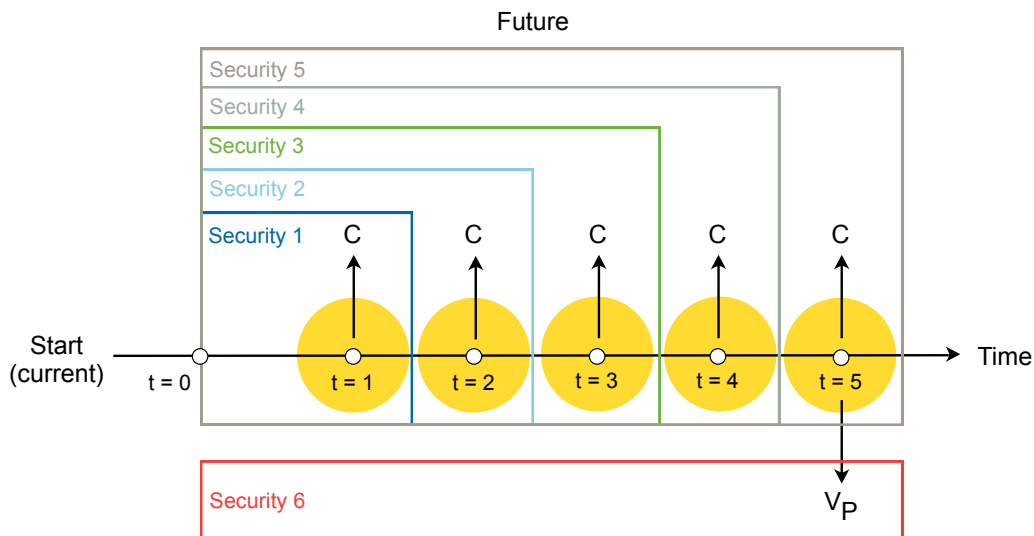 Future
Security 5
Security 4
Security 3
Security 2
Security 1
C C C C C
Start
(current)
t = 0 t = 1 t = 2 t = 3 t = 4 t = 5
Time
Security 6
VP